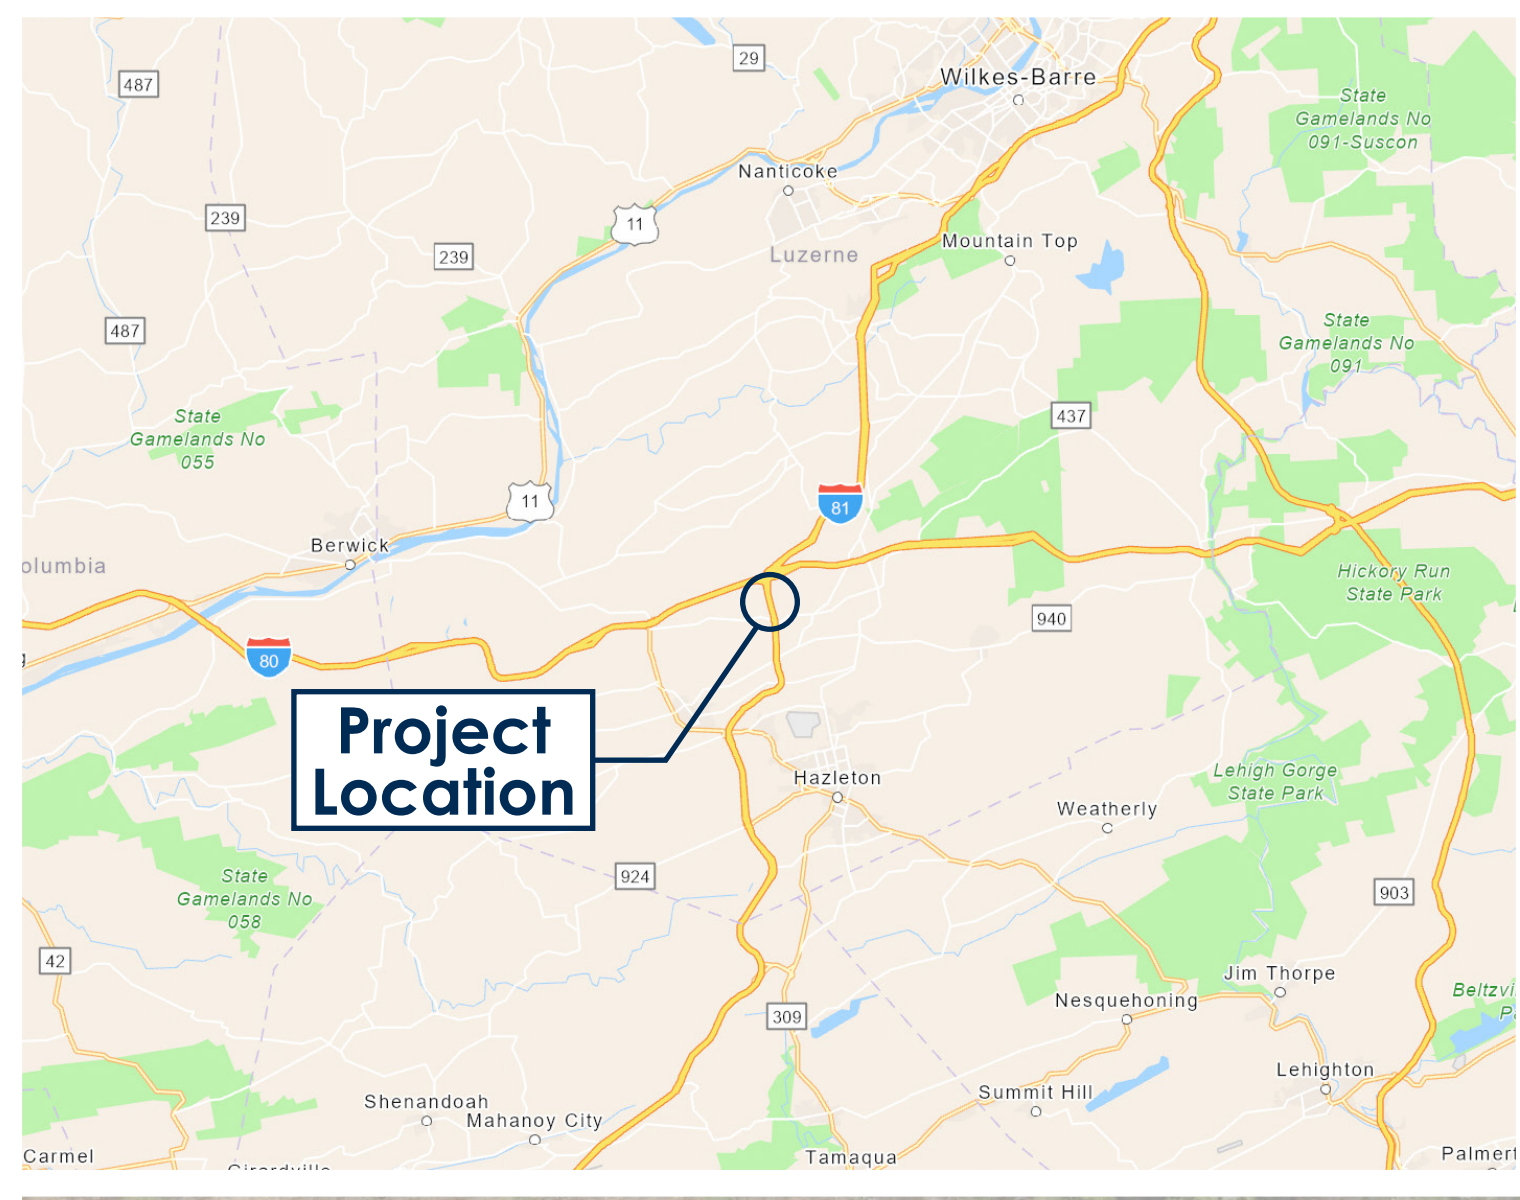 29
Wilkes-Barre
487
State
Gamelands No
091-Suscon
Nanticoke
239
11
Mountain Top
239
Luzerne
State
Gamelands No
091
487
State
Gamelands No
055
437
11
81
Berwick
olumbia
Hickory Run
State Park
940
80
Project
Location
Hazleton
Lehigh Gorge
State Park
Weatherly
State
Gamelands No
058
924
903
42
Jim Thorpe
Nesquehoning
Beltzvi
P
309
Lehighton
Summit Hill
Shenandoah
Mahanoy City
Carmel
Girardville
Tamaqua
Palmert